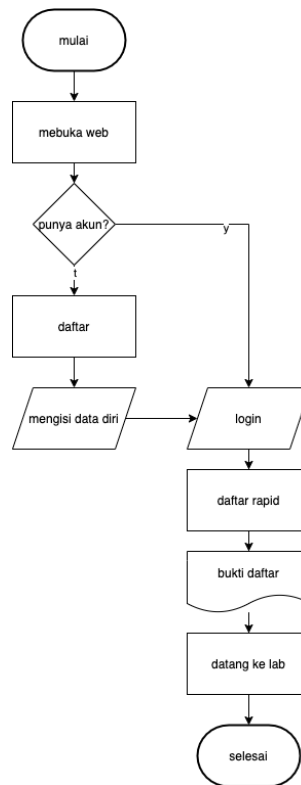 mulai
mebuka web
punya akun?
y
t
daftar
mengisi data diri
login
daftar rapid
bukti daftar
datang ke lab
selesai